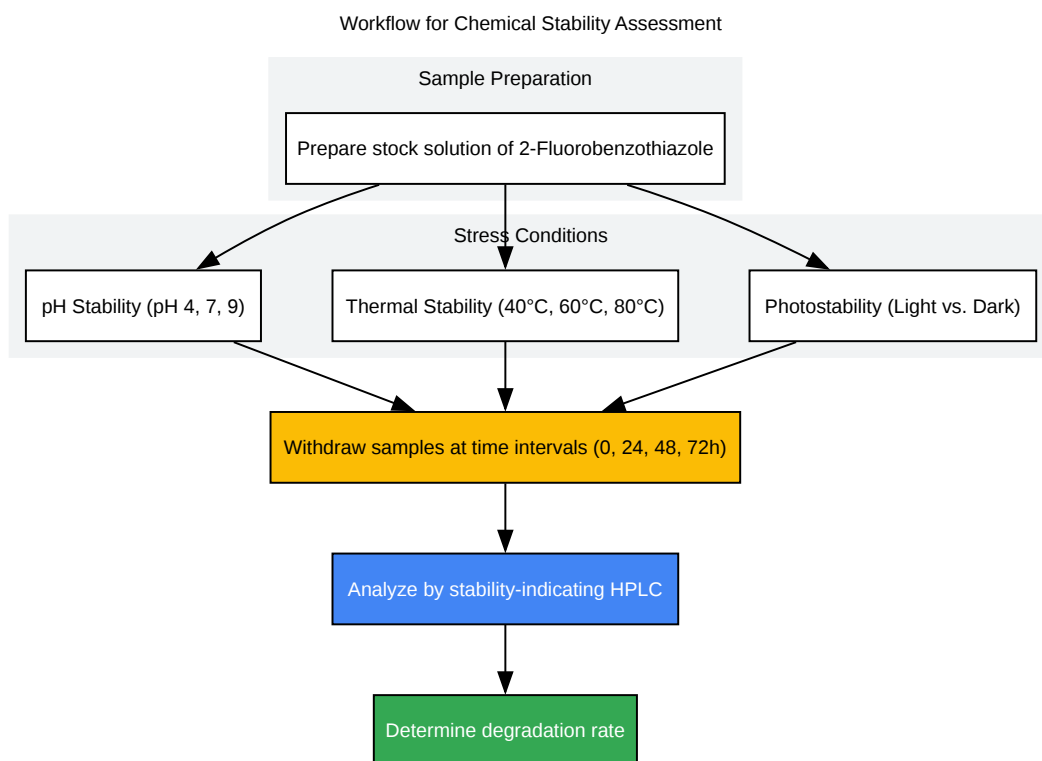 Workflow for Chemical Stability Assessment
Sample Preparation
Prepare stock solution of 2-Fluorobenzothiazole
Stress Conditions
pH Stability (pH 4, 7, 9)
Thermal Stability (40°C, 60°C, 80°C)
Photostability (Light vs. Dark)
Withdraw samples at time intervals (0, 24, 48, 72h)
Analyze by stability-indicating HPLC
Determine degradation rate